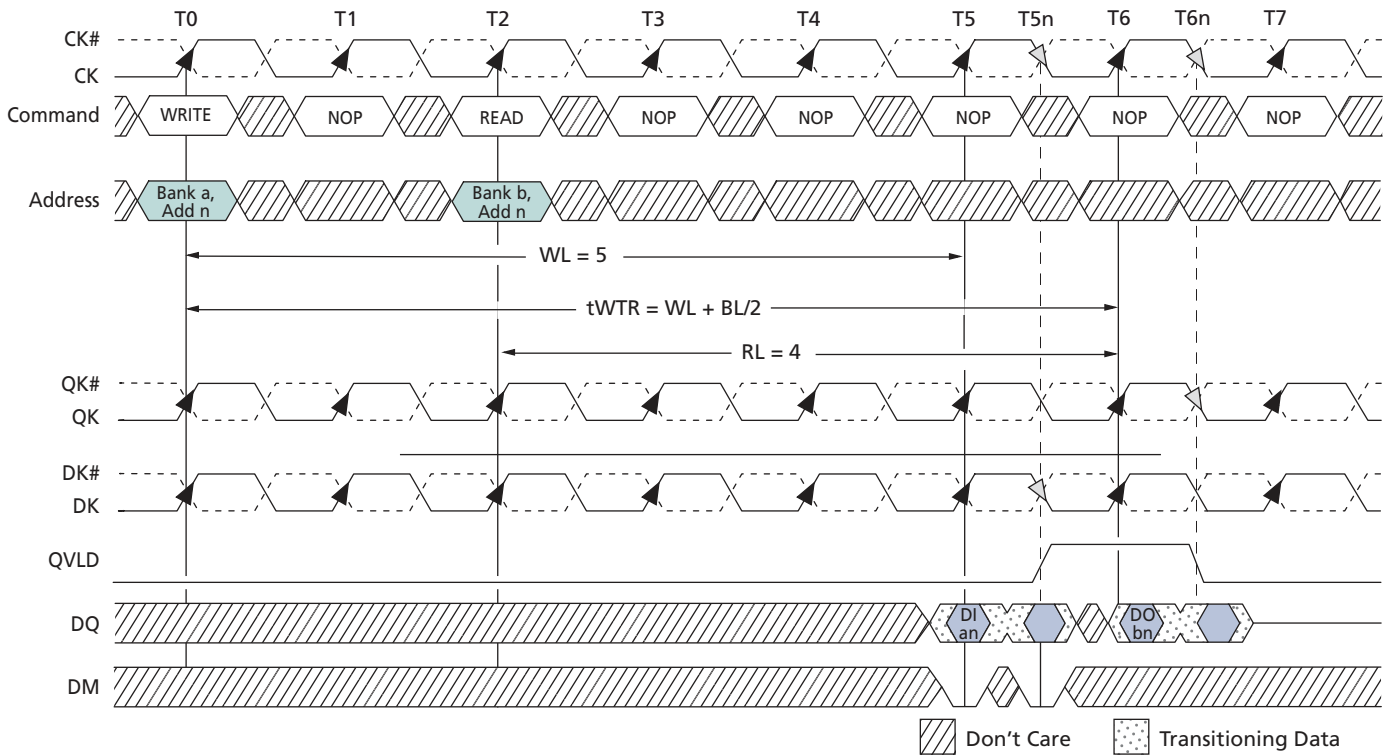 T0 T1 T2 T3 T4 T5 T5n T6 T6n T7
CK#
CK
Command WRITE NOP READ NOP NOP NOP NOP NOP
Address Bank a, Add n Bank b, Add n
WL = 5
tWTR = WL + BL/2
RL = 4
QK#
QK
DK#
DK
QVLD
DQ DI an DO bn
DM
Don't Care Transitioning Data